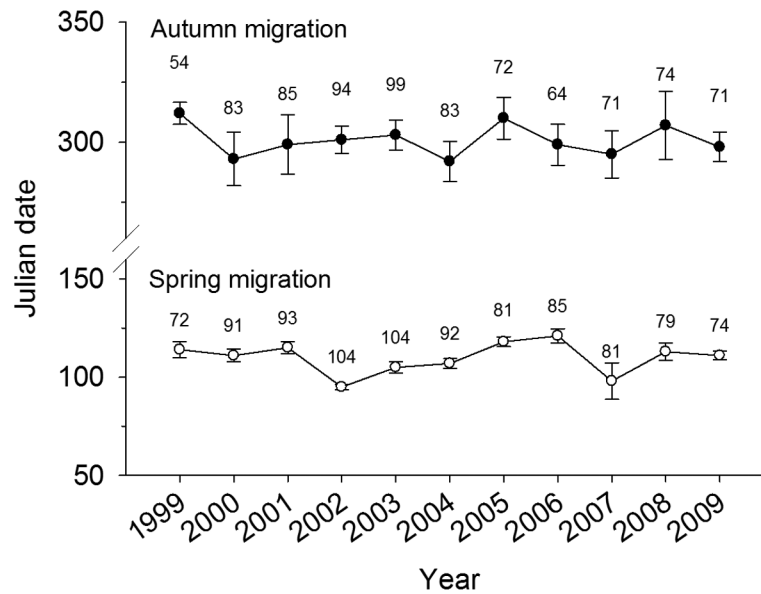 350
Autumn migration
54 83 85 94 99 83 72 64 71 74 71
300
Julian date
150
Spring migration
72 91 93 104 104 92 81 85 81 79 74
100
50
1999 2000 2001 2002 2003 2004 2005 2006 2007 2008 2009
Year